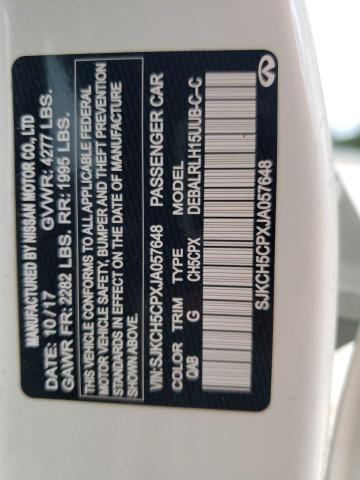 MANUFACTURED BY NISSAN MOTOR CO., LTD
DATE: 10/17 GVWR: 4277 LBS.
GAWR FR: 2282 LBS. RR: 1995 LBS.
THIS VEHICLE CONFORMS TO ALL APPLICABLE FEDERAL
MOTOR VEHICLE SAFETY, BUMPER AND THEFT PREVENTION
STANDARDS IN EFFECT ON THE DATE OF MANUFACTURE
SHOWN ABOVE.
VIN: SJKCH5CPXJA057648 PASSENGER CAR
COLOR TRIM TYPE MODEL
QAB G CH5CPX DEBALRLH15UUB-C--C
SJKCH5CPXJA057648